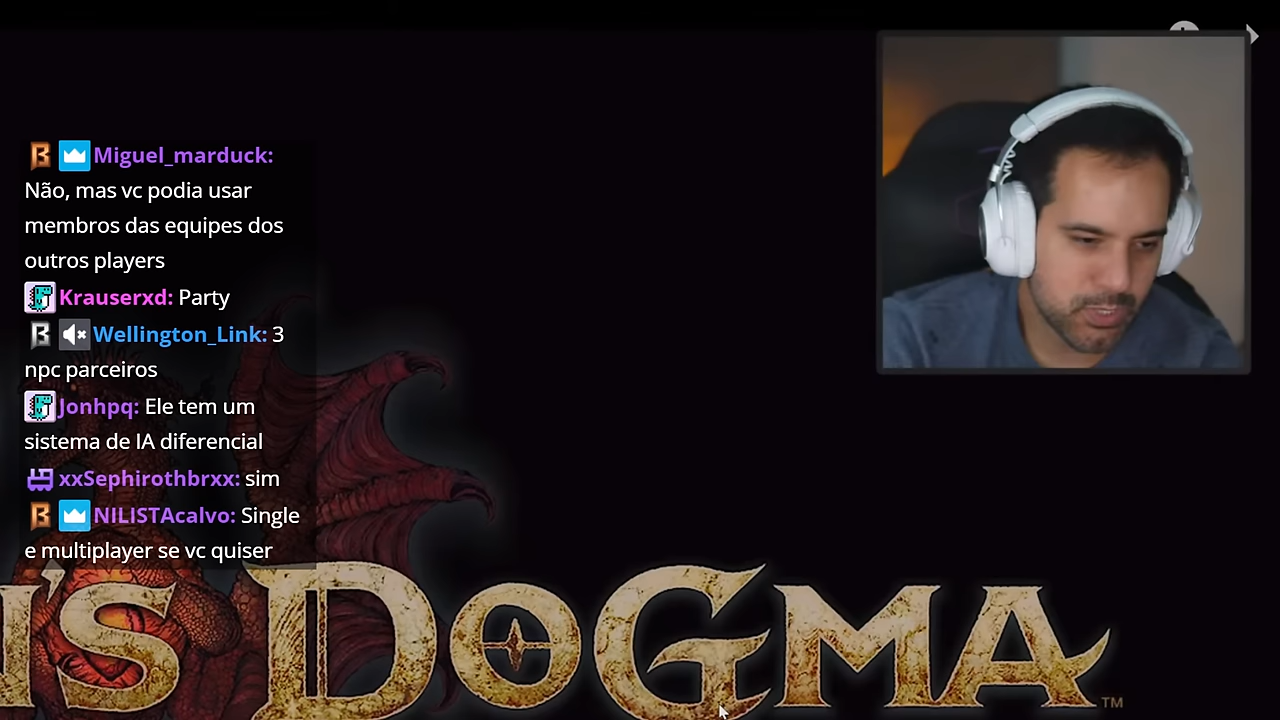 Miguel_marduck:
Não, mas vc podia usar
membros das equipes dos
outros players
Krauserxd: Party
Wellington_Link: 3
npc parceiros
Jonhpq: Ele tem um
sistema de IA diferencial
xxSephirothbrxx: sim
NILISTAcalvo: Single
e multiplayer se vc quiser
'S DOGMA™